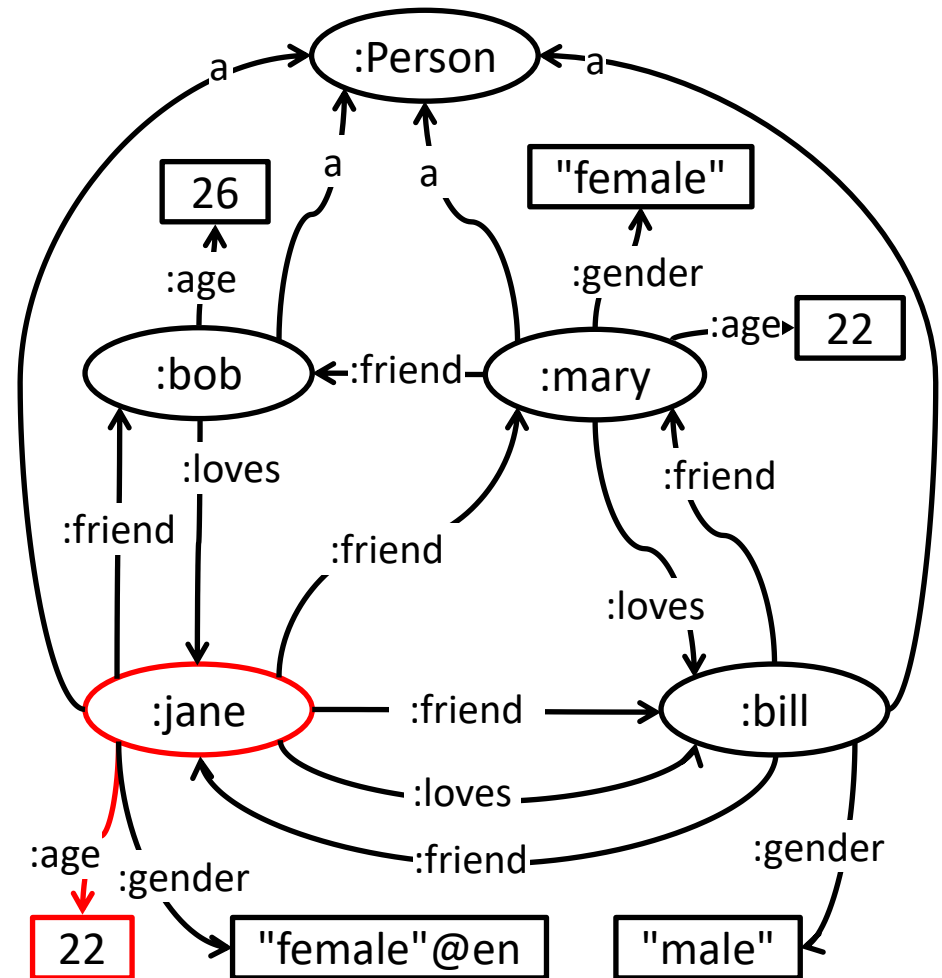 :Person
a
a
a
a
26
"female"
:age
:gender
:age
22
:bob
:friend
:mary
:loves
:friend
:friend
:friend
:loves
:jane
:friend
:bill
:loves
:age
:gender
:friend
:gender
22
"female"@en
"male"